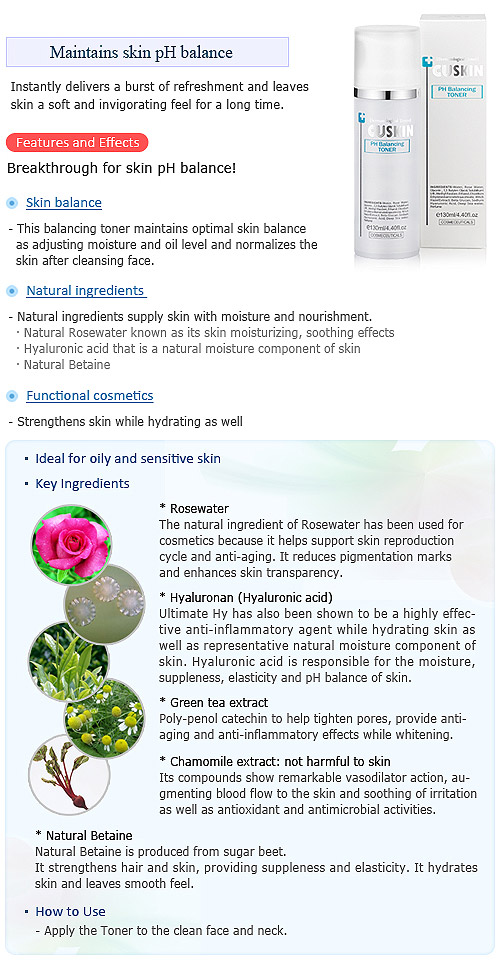 Maintains skin pH balance
Instantly delivers a burst of refreshment and leaves
skin a soft and invigorating feel for a long time.
CUSKIN
PH Balancing
TONER
℮130ml/4.40fl.oz
COSMECEUTICALS
CUSKIN
PH Balancing
TONER
℮130ml/4.40fl.oz
COSMECEUTICALS
Features and Effects
Breakthrough for skin pH balance!
Skin balance
- This balancing toner maintains optimal skin balance
as adjusting moisture and oil level and normalizes the
skin after cleansing face.
Natural ingredients
- Natural ingredients supply skin with moisture and nourishment.
· Natural Rosewater known as its skin moisturizing, soothing effects
· Hyaluronic acid that is a natural moisture component of skin
· Natural Betaine
Functional cosmetics
- Strengthens skin while hydrating as well
· Ideal for oily and sensitive skin
· Key Ingredients
* Rosewater
The natural ingredient of Rosewater has been used for
cosmetics because it helps support skin reproduction
cycle and anti-aging. It reduces pigmentation marks
and enhances skin transparency.
* Hyaluronan (Hyaluronic acid)
Ultimate Hy has also been shown to be a highly effec-
tive anti-inflammatory agent while hydrating skin as
well as representative natural moisture component of
skin. Hyaluronic acid is responsible for the moisture,
suppleness, elasticity and pH balance of skin.
* Green tea extract
Poly-penol catechin to help tighten pores, provide anti-
aging and anti-inflammatory effects while whitening.
* Chamomile extract: not harmful to skin
Its compounds show remarkable vasodilator action, au-
gmenting blood flow to the skin and soothing of irritation
as well as antioxidant and antimicrobial activities.
* Natural Betaine
Natural Betaine is produced from sugar beet.
It strengthens hair and skin, providing suppleness and elasticity. It hydrates
skin and leaves smooth feel.
· How to Use
- Apply the Toner to the clean face and neck.